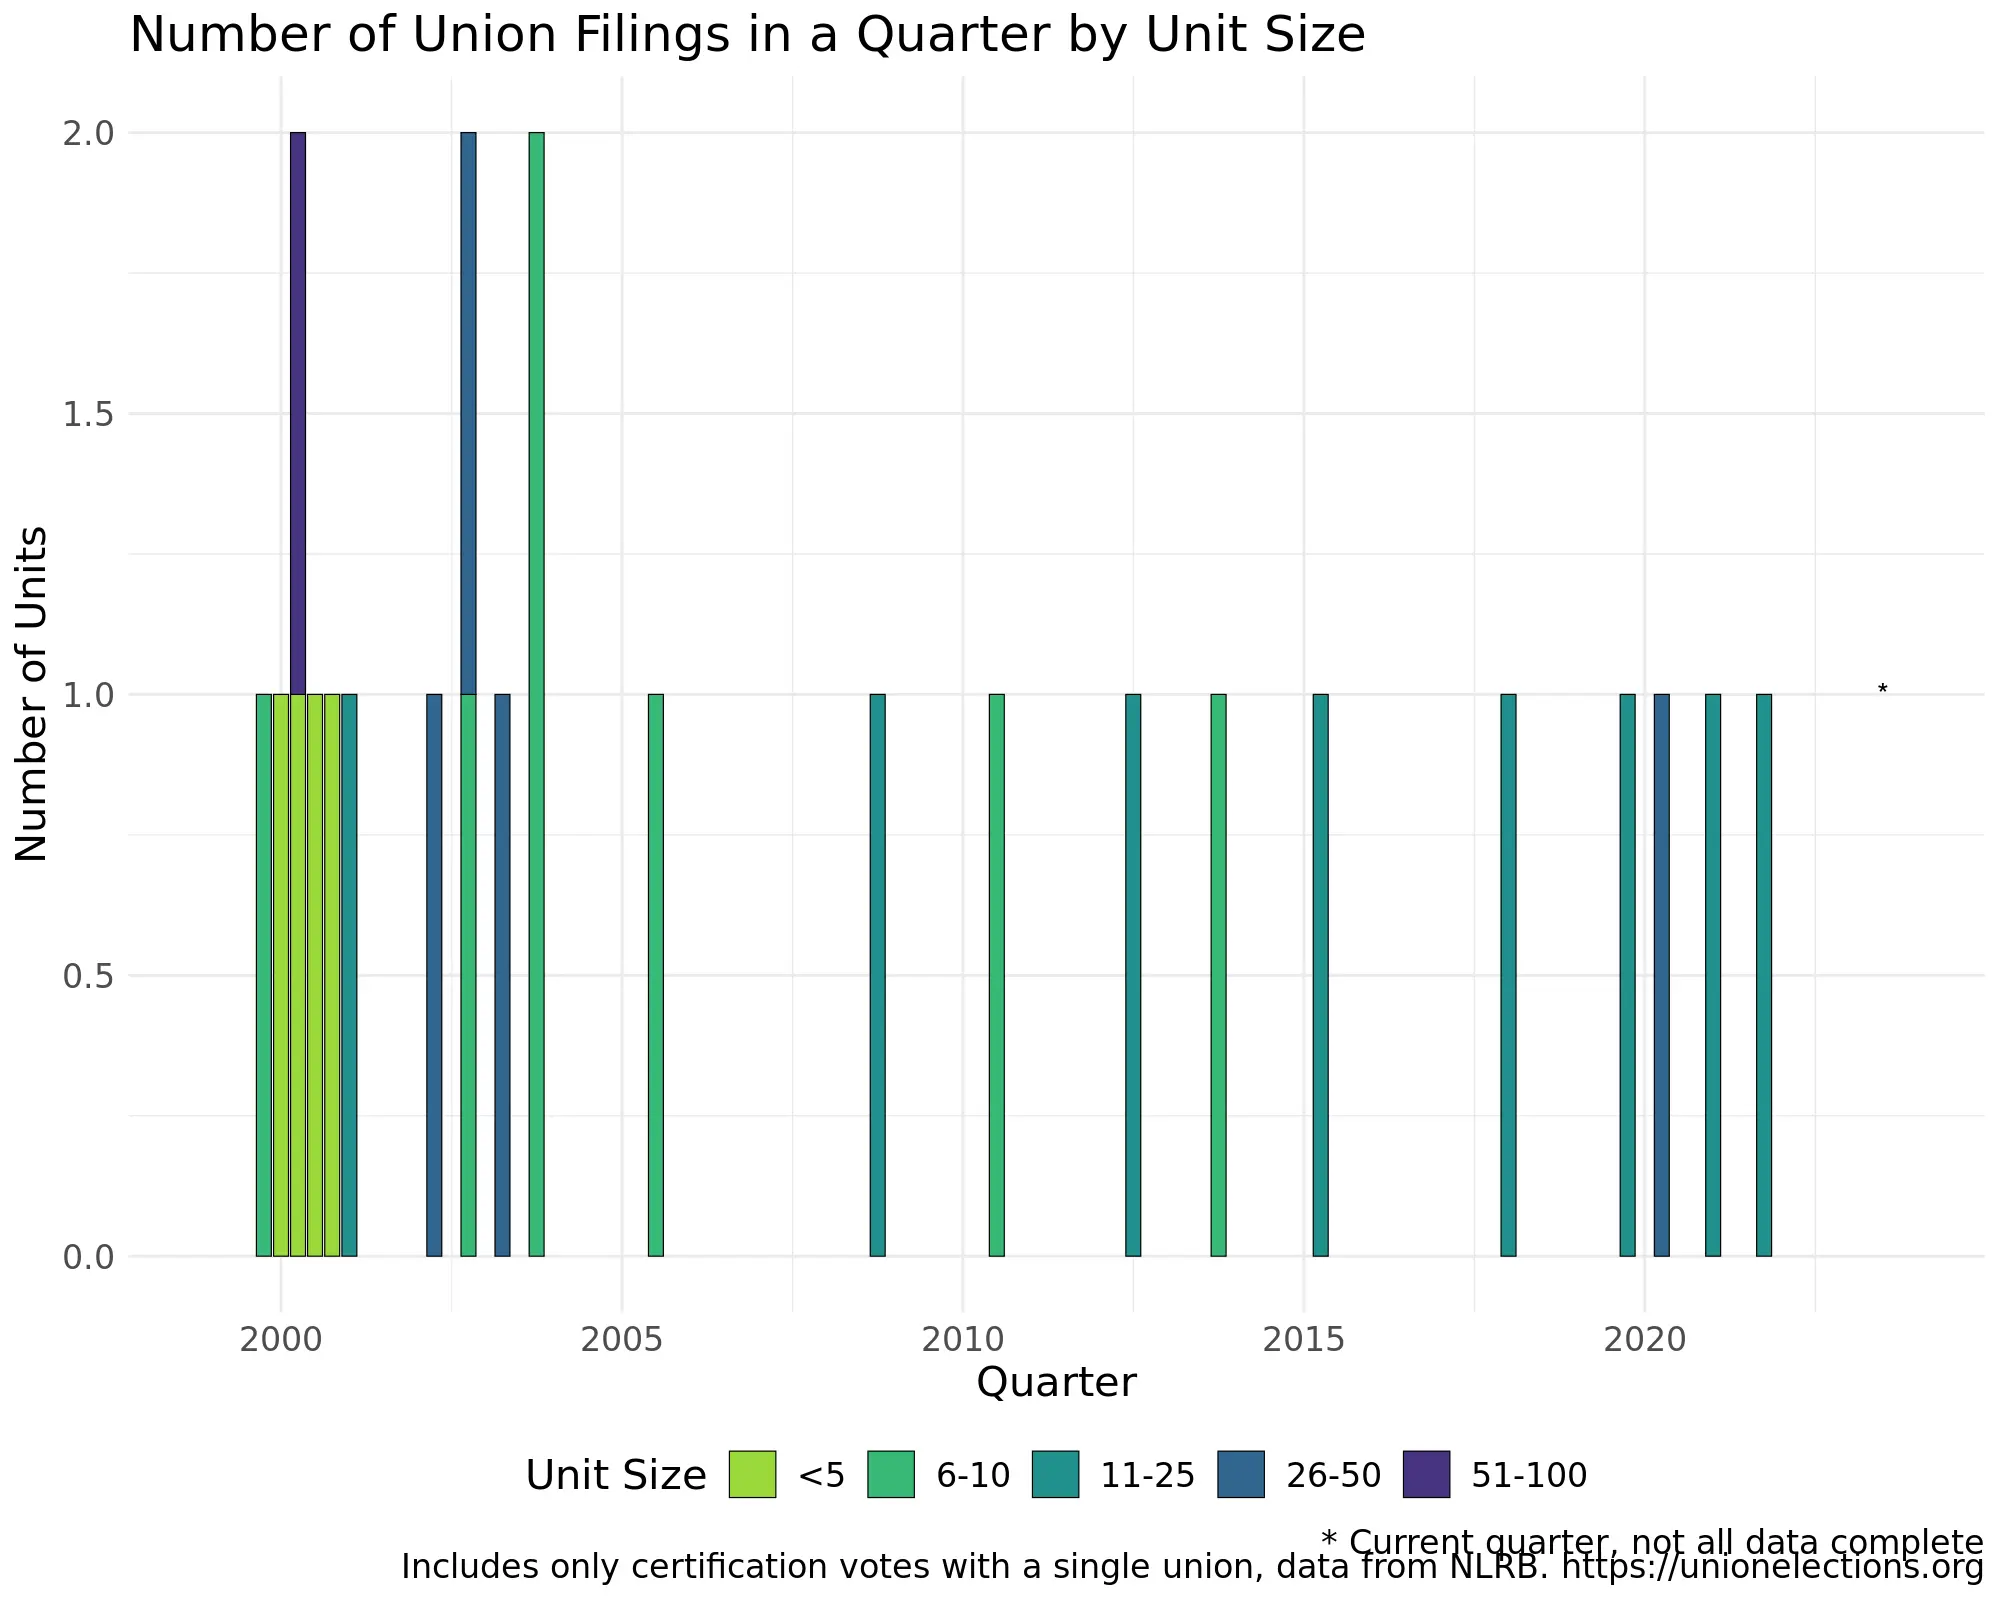 Number of Union Filings in a Quarter by Unit Size
Number of Units
2.0
1.5
1.0
0.5
0.0
*
2000 2005 2010 2015 2020
Quarter
Unit Size <5 6-10 11-25 26-50 51-100
* Current quarter, not all data complete
Includes only certification votes with a single union, data from NLRB. https://unionelections.org